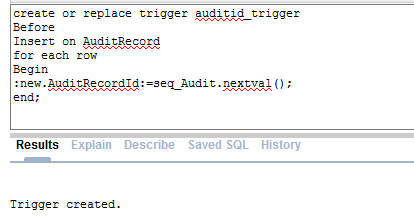 create or replace trigger auditid_trigger
Before
Insert on AuditRecord
for each row
Begin
:new.AuditRecordId:=seq_Audit.nextval();
end;
Results Explain Describe Saved SQL History
Trigger created.